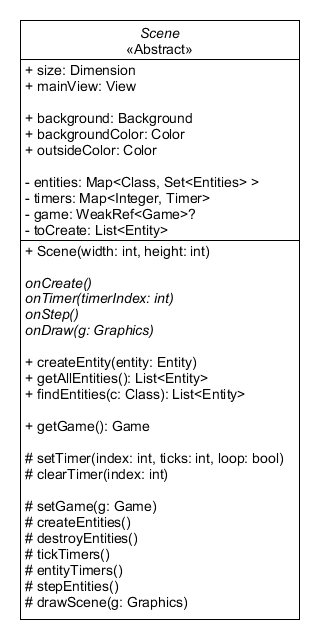 Scene
«Abstract»
+ size: Dimension
+ mainView: View
+ background: Background
+ backgroundColor: Color
+ outsideColor: Color
- entities: Map<Class, Set<Entities> >
- timers: Map<Integer, Timer>
- game: WeakRef<Game>?
- toCreate: List<Entity>
+ Scene(width: int, height: int)
onCreate()
onTimer(timerIndex: int)
onStep()
onDraw(g: Graphics)
+ createEntity(entity: Entity)
+ getAllEntities(): List<Entity>
+ findEntities(c: Class): List<Entity>
+ getGame(): Game
# setTimer(index: int, ticks: int, loop: bool)
# clearTimer(index: int)
# setGame(g: Game)
# createEntities()
# destroyEntities()
# tickTimers()
# entityTimers()
# stepEntities()
# drawScene(g: Graphics)